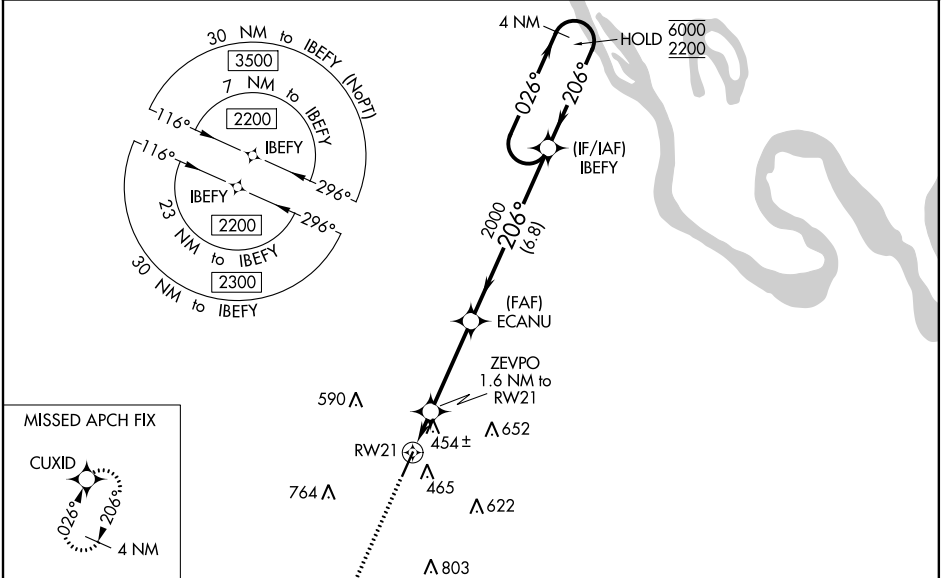 30 NM to IBEFY (NoPT)
3500
7 NM to IBEFY
2200
116°
IBEFY
296°
116°
IBEFY
296°
2200
23 NM to IBEFY
2300
30 NM to IBEFY
4 NM
HOLD 6000
2200
026°
206°
(IF/IAF)
IBEFY
2000
206°
(6.8)
(FAF)
ECANU
ZEVPO
1.6 NM to
RW21
590
454±
652
RW21
465
764
622
803
MISSED APCH FIX
CUXID
026°
206°
4 NM